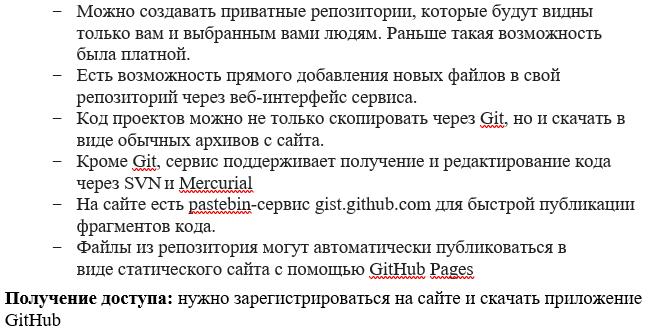 − Можно создавать приватные репозитории, которые будут видны
только вам и выбранным вами людям. Раньше такая возможность
была платной.
− Есть возможность прямого добавления новых файлов в свой
репозиторий через веб-интерфейс сервиса.
− Код проектов можно не только скопировать через Git, но и скачать в
виде обычных архивов с сайта.
− Кроме Git, сервис поддерживает получение и редактирование кода
через SVN и Mercurial
− На сайте есть pastebin-сервис gist.github.com для быстрой публикации
фрагментов кода.
− Файлы из репозитория могут автоматически публиковаться в
виде статического сайта с помощью GitHub Pages
Получение доступа: нужно зарегистрироваться на сайте и скачать приложение
GitHub